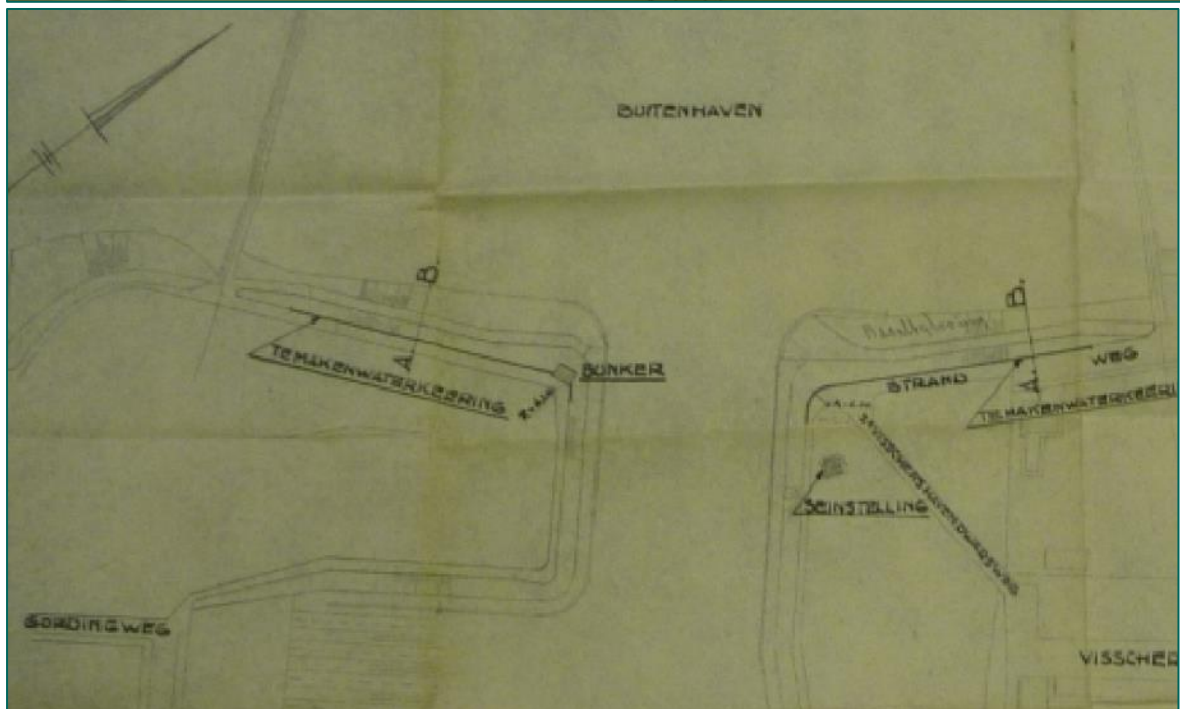 BUITENHAVEN
B.
A.
TE MAKEN WATERKEERING
BUNKER
B.
A.
STRAND WEG
TE MAKEN WATERKEERI
SEINSTELLING
GORDINGWEG
VISSCHER